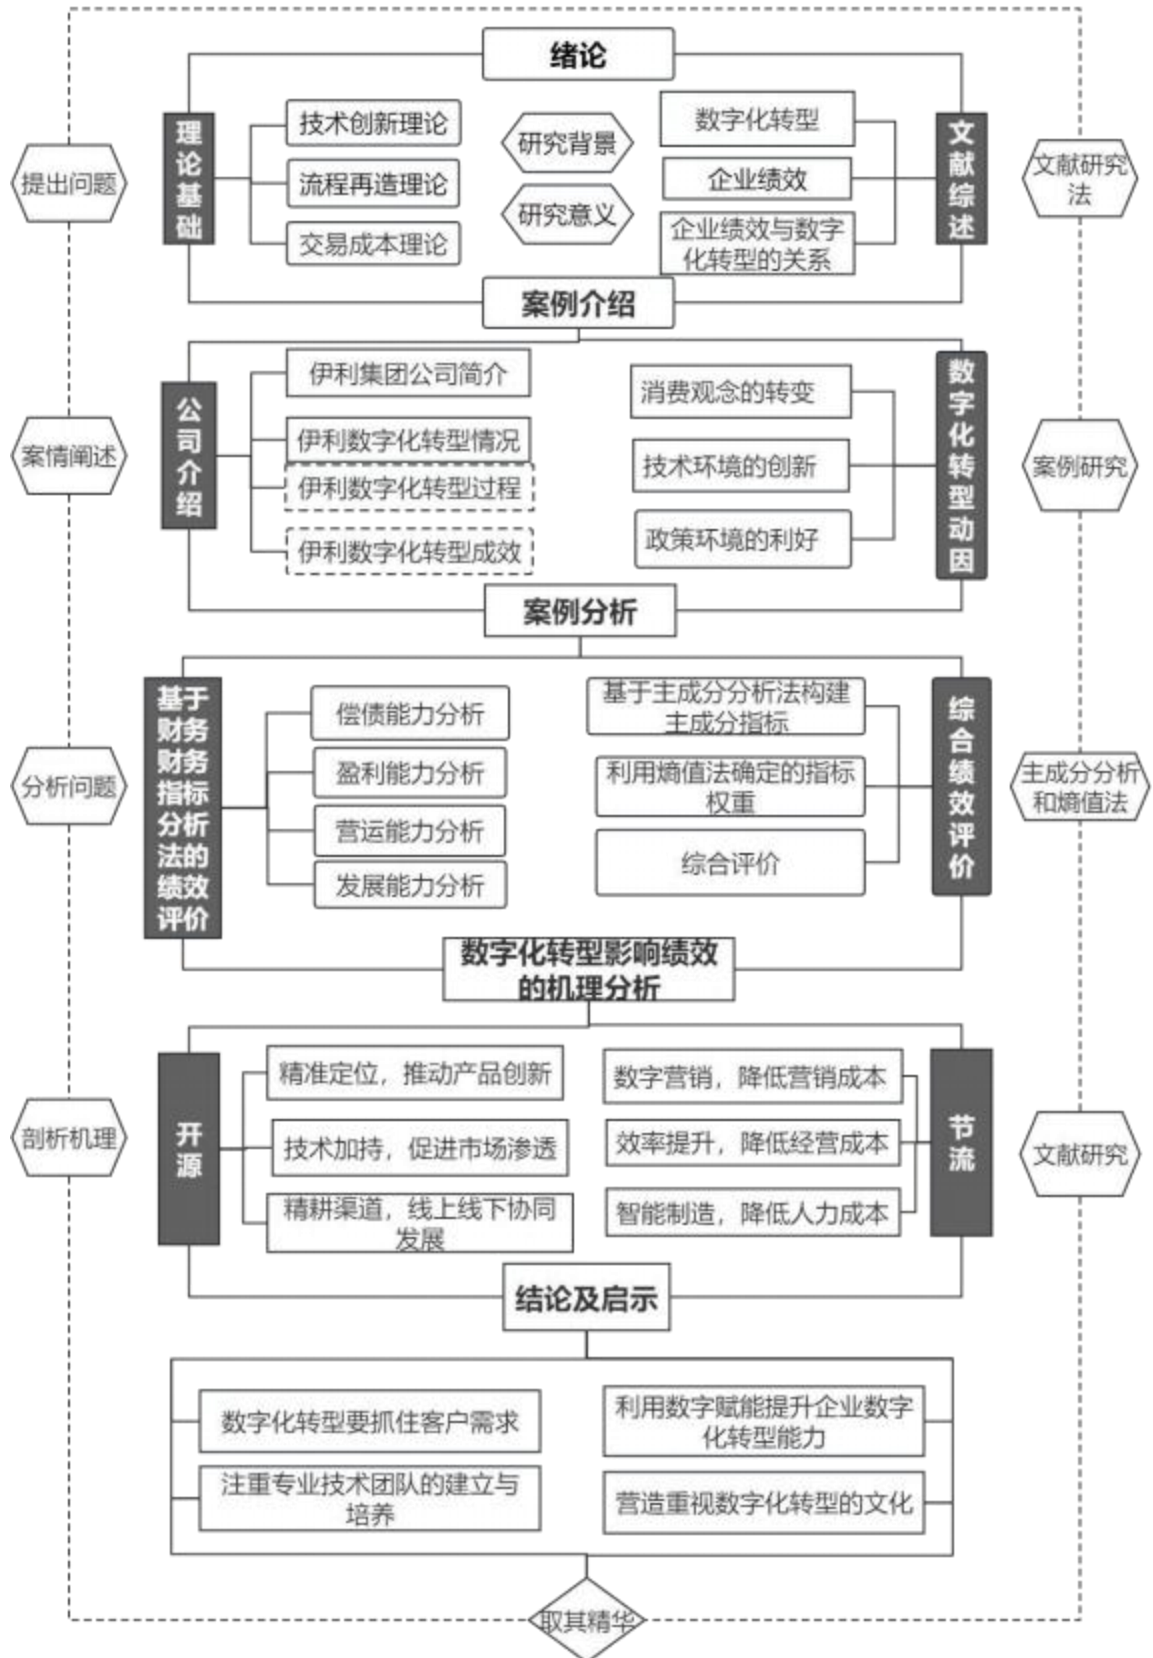 绪论
理论基础
技术创新理论
流程再造理论
交易成本理论
研究背景
研究意义
数字化转型
企业绩效
企业绩效与数字
化转型的关系
文献综述
提出问题
文献研究
法
案例介绍
公司介绍
伊利集团公司简介
伊利数字化转型情况
伊利数字化转型过程
伊利数字化转型成效
消费观念的转变
技术环境的创新
政策环境的利好
数字化转型动因
案情阐述
案例研究
案例分析
基于
财务
财务
指标
分析
法的
绩效
评价
偿债能力分析
盈利能力分析
营运能力分析
发展能力分析
基于主成分分析法构建
主成分指标
利用熵值法确定的指标
权重
综合评价
综合绩效评价
分析问题
主成分分析
和熵值法
数字化转型影响绩效
的机理分析
开源
精准定位，推动产品创新
技术加持，促进市场渗透
精耕渠道，线上线下协同
发展
数字营销，降低营销成本
效率提升，降低经营成本
智能制造，降低人力成本
节流
剖析机理
文献研究
结论及启示
数字化转型要抓住客户需求
注重专业技术团队的建立与
培养
利用数字赋能提升企业数字
化转型能力
营造重视数字化转型的文化
取其精华